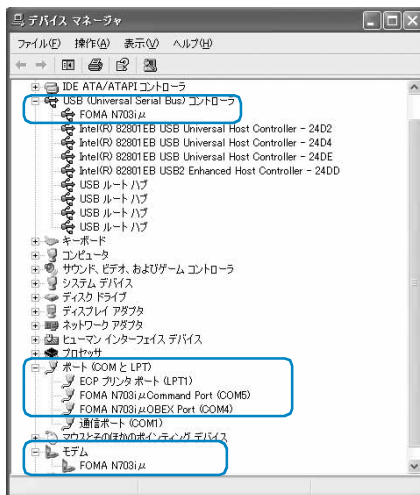 デバイス マネージャ
ファイル(F) 操作(A) 表示(V) ヘルプ(H)
IDE ATA/ATAPI コントローラ
USB (Universal Serial Bus) コントローラ
FOMA N703iμ
Intel(R) 82801EB USB Universal Host Controller - 24D2
Intel(R) 82801EB USB Universal Host Controller - 24D4
Intel(R) 82801EB USB Universal Host Controller - 24DE
Intel(R) 82801EB USB2 Enhanced Host Controller - 24DD
USB ルート ハブ
USB ルート ハブ
USB ルート ハブ
USB ルート ハブ
キーボード
コンピュータ
サウンド、ビデオ、およびゲーム コントローラ
システム デバイス
ディスク ドライブ
ディスプレイ アダプタ
ネットワーク アダプタ
ヒューマン インターフェイス デバイス
プロセッサ
ポート (COM と LPT)
ECP プリンタ ポート (LPT1)
FOMA N703iμCommand Port (COM5)
FOMA N703iμOBEX Port (COM4)
通信ポート (COM1)
マウスとそのほかのポインティング デバイス
モデム
FOMA N703iμ